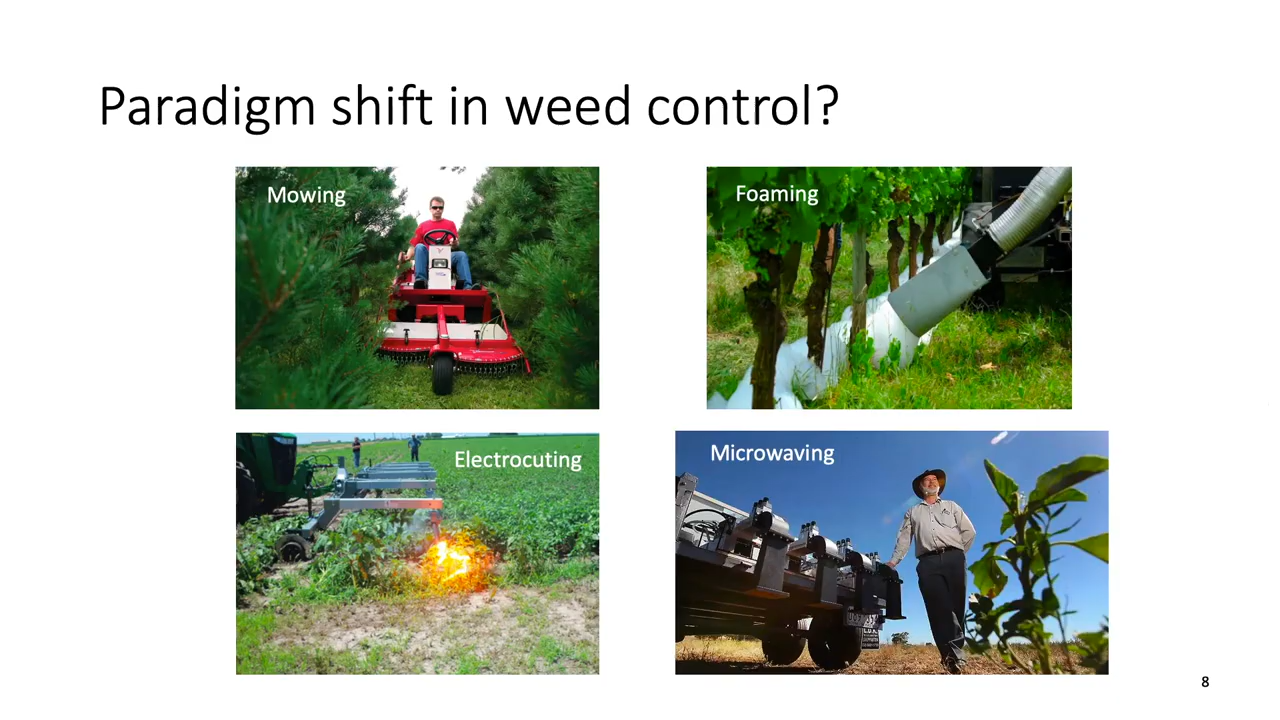 Paradigm shift in weed control?
Mowing
Foaming
Electrocuting
Microwaving
8